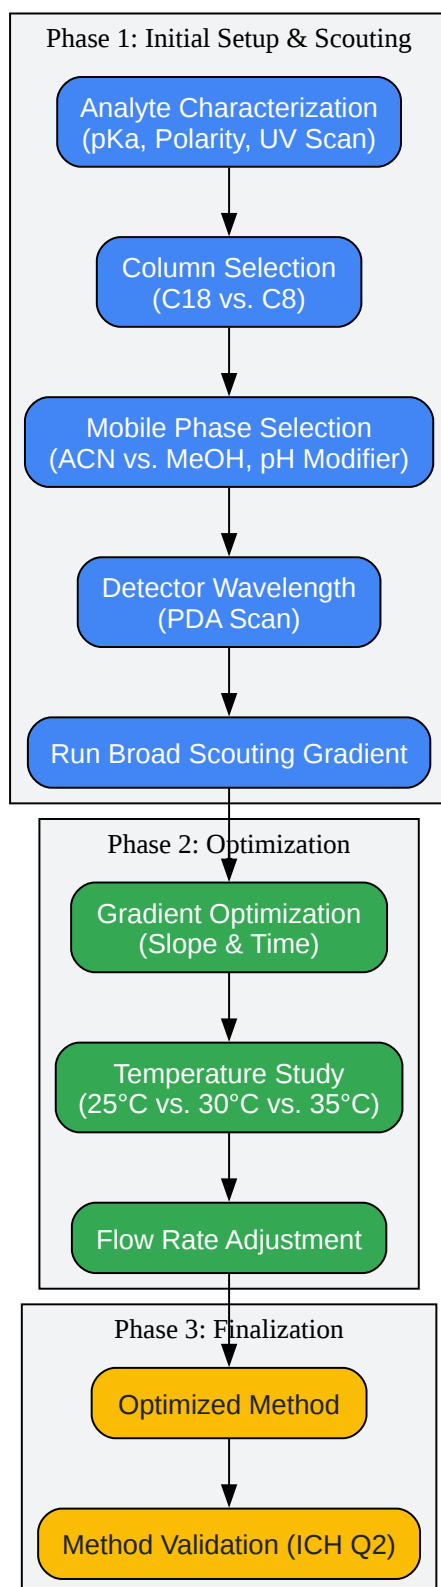 Phase 1: Initial Setup & Scouting
Analyte Characterization
(pKa, Polarity, UV Scan)
Column Selection
(C18 vs. C8)
Mobile Phase Selection
(ACN vs. MeOH, pH Modifier)
Detector Wavelength
(PDA Scan)
Run Broad Scouting Gradient
Phase 2: Optimization
Gradient Optimization
(Slope & Time)
Temperature Study
(25°C vs. 30°C vs. 35°C)
Flow Rate Adjustment
Phase 3: Finalization
Optimized Method
Method Validation (ICH Q2)